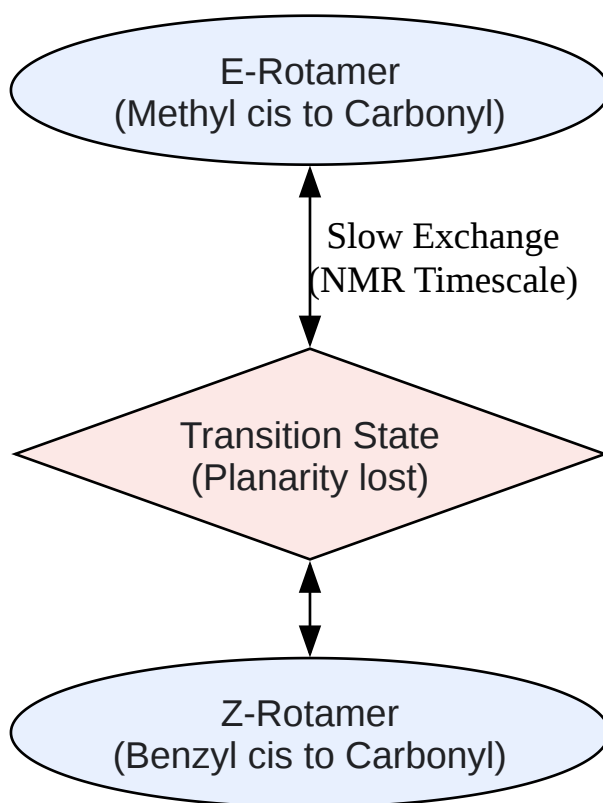 E-Rotamer
(Methyl cis to Carbonyl)
Slow Exchange
(NMR Timescale)
Transition State
(Planarity lost)
Z-Rotamer
(Benzyl cis to Carbonyl)